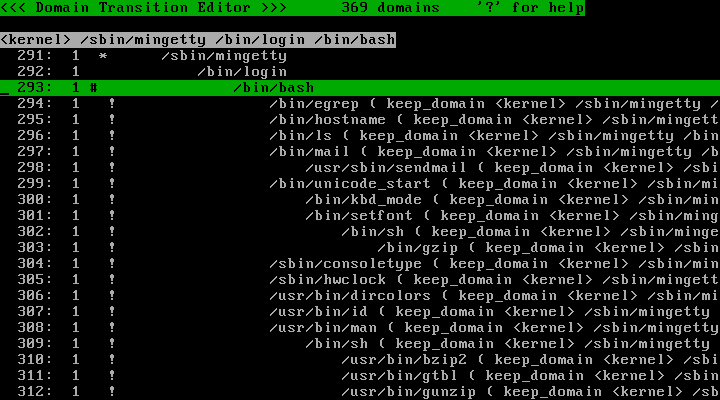 <<< Domain Transition Editor >>>      369 domains    '?' for help
<kernel> /sbin/mingetty /bin/login /bin/bash
291:  1  *      /sbin/mingetty
292:  1             /bin/login
293:  1 #               /bin/bash
294:  1   !                 /bin/egrep ( keep_domain <kernel> /sbin/mingetty /
295:  1   !                 /bin/hostname ( keep_domain <kernel> /sbin/mingett
296:  1   !                 /bin/ls ( keep_domain <kernel> /sbin/mingetty /bin
297:  1   !                 /bin/mail ( keep_domain <kernel> /sbin/mingetty /b
298:  1   !                     /usr/sbin/sendmail ( keep_domain <kernel> /sbi
299:  1   !                 /bin/unicode_start ( keep_domain <kernel> /sbin/mi
300:  1   !                     /bin/kbd_mode ( keep_domain <kernel> /sbin/min
301:  1   !                     /bin/setfont ( keep_domain <kernel> /sbin/ming
302:  1   !                         /bin/sh ( keep_domain <kernel> /sbin/minge
303:  1   !                             /bin/gzip ( keep_domain <kernel> /sbin
304:  1   !                 /sbin/consoletype ( keep_domain <kernel> /sbin/min
305:  1   !                 /sbin/hwclock ( keep_domain <kernel> /sbin/mingett
306:  1   !                 /usr/bin/dircolors ( keep_domain <kernel> /sbin/mi
307:  1   !                 /usr/bin/id ( keep_domain <kernel> /sbin/mingetty
308:  1   !                 /usr/bin/man ( keep_domain <kernel> /sbin/mingetty
309:  1   !                     /bin/sh ( keep_domain <kernel> /sbin/mingetty
310:  1   !                         /usr/bin/bzip2 ( keep_domain <kernel> /sbi
311:  1   !                         /usr/bin/gtbl ( keep_domain <kernel> /sbin
312:  1   !                         /usr/bin/gunzip ( keep_domain <kernel> /sb